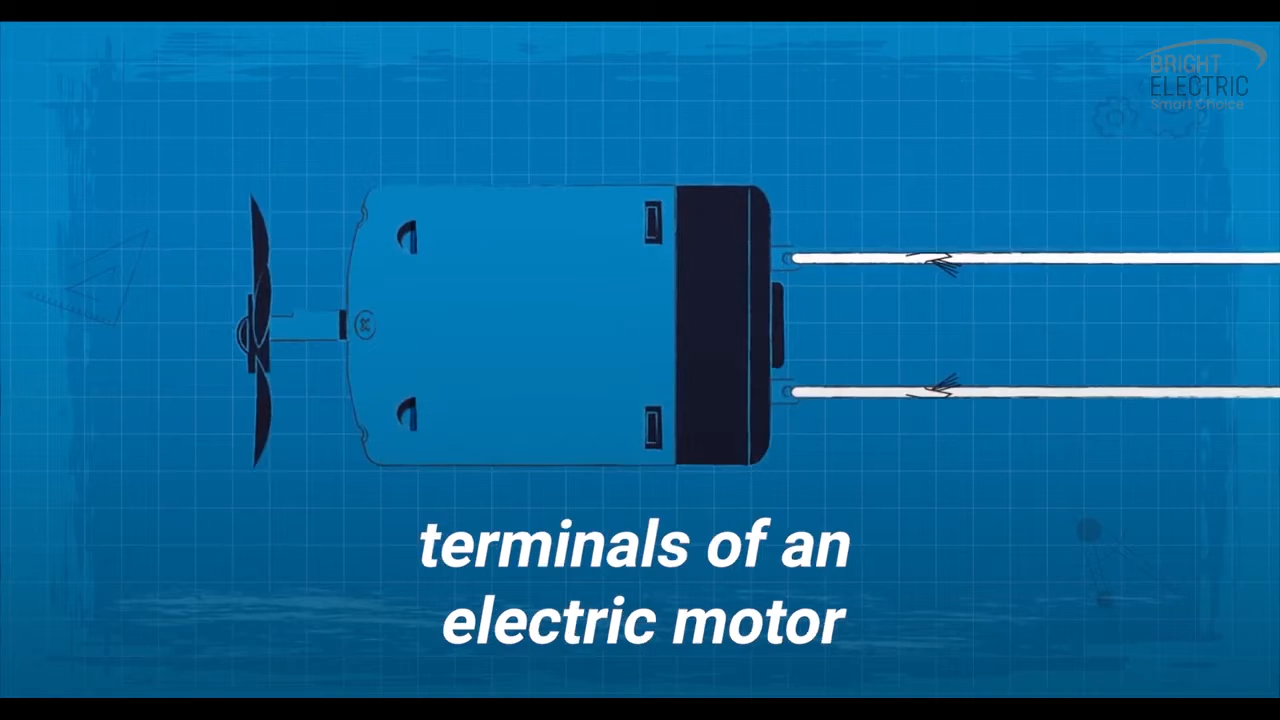 BRIGHT
ELECTRIC
Smart Choice
terminals of an
electric motor